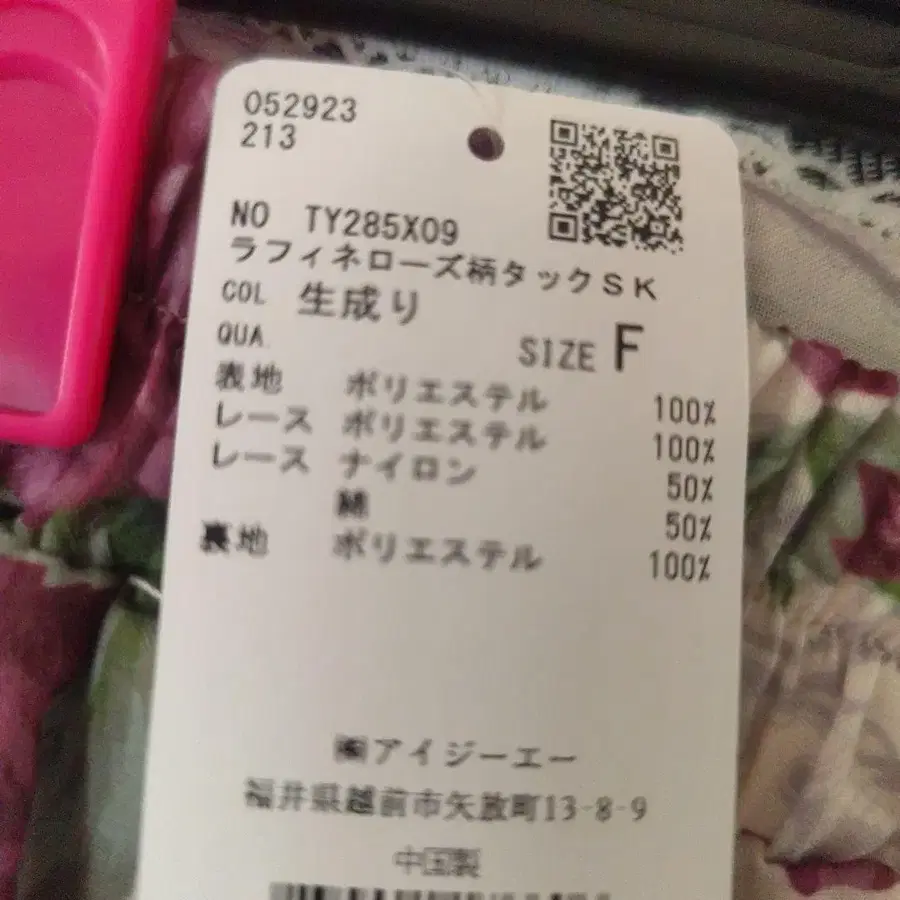 052923
213
NO TY285X09
ラフィネローズ柄タックSK
COL 生成り
QUA SIZE F
表地 ポリエステル 100%
レース ポリエステル 100%
レース ナイロン 50%
綿 50%
裏地 ポリエステル 100%
㈱アイジーエー
福井県越前市矢放町13-8-9
中国製